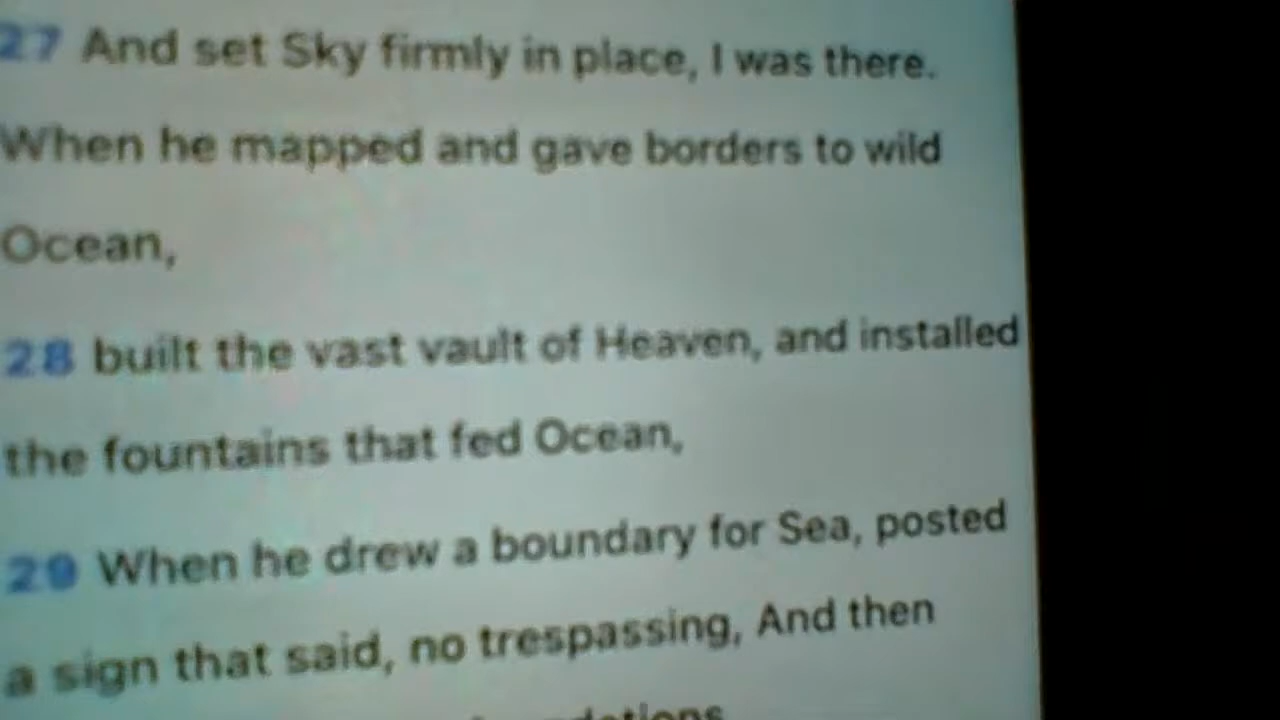 27 And set Sky firmly in place, I was there.
When he mapped and gave borders to wild
Ocean,
28 built the vast vault of Heaven, and installed
the fountains that fed Ocean,
29 When he drew a boundary for Sea, posted
a sign that said, no trespassing, And then